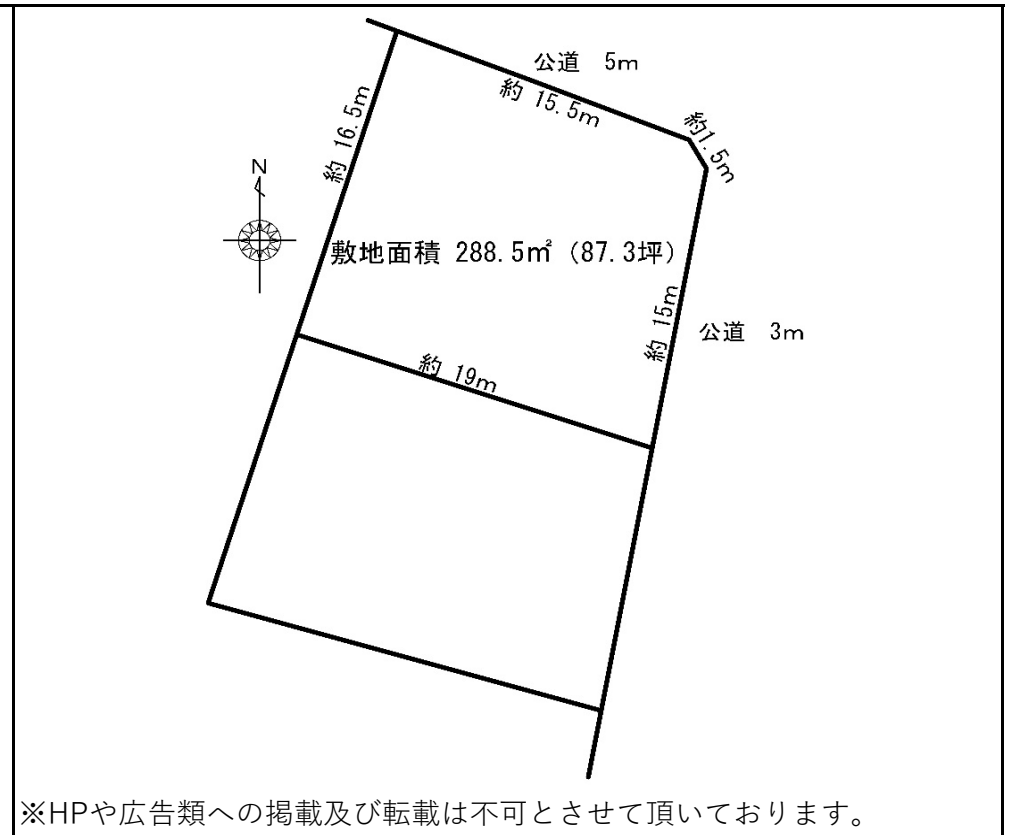 公道　5m
約 15.5m
約1.5m
約 16.5m
N
敷地面積 288.5㎡（87.3坪）
約 15m
公道　3m
約 19m
※HPや広告類への掲載及び転載は不可とさせて頂いております。